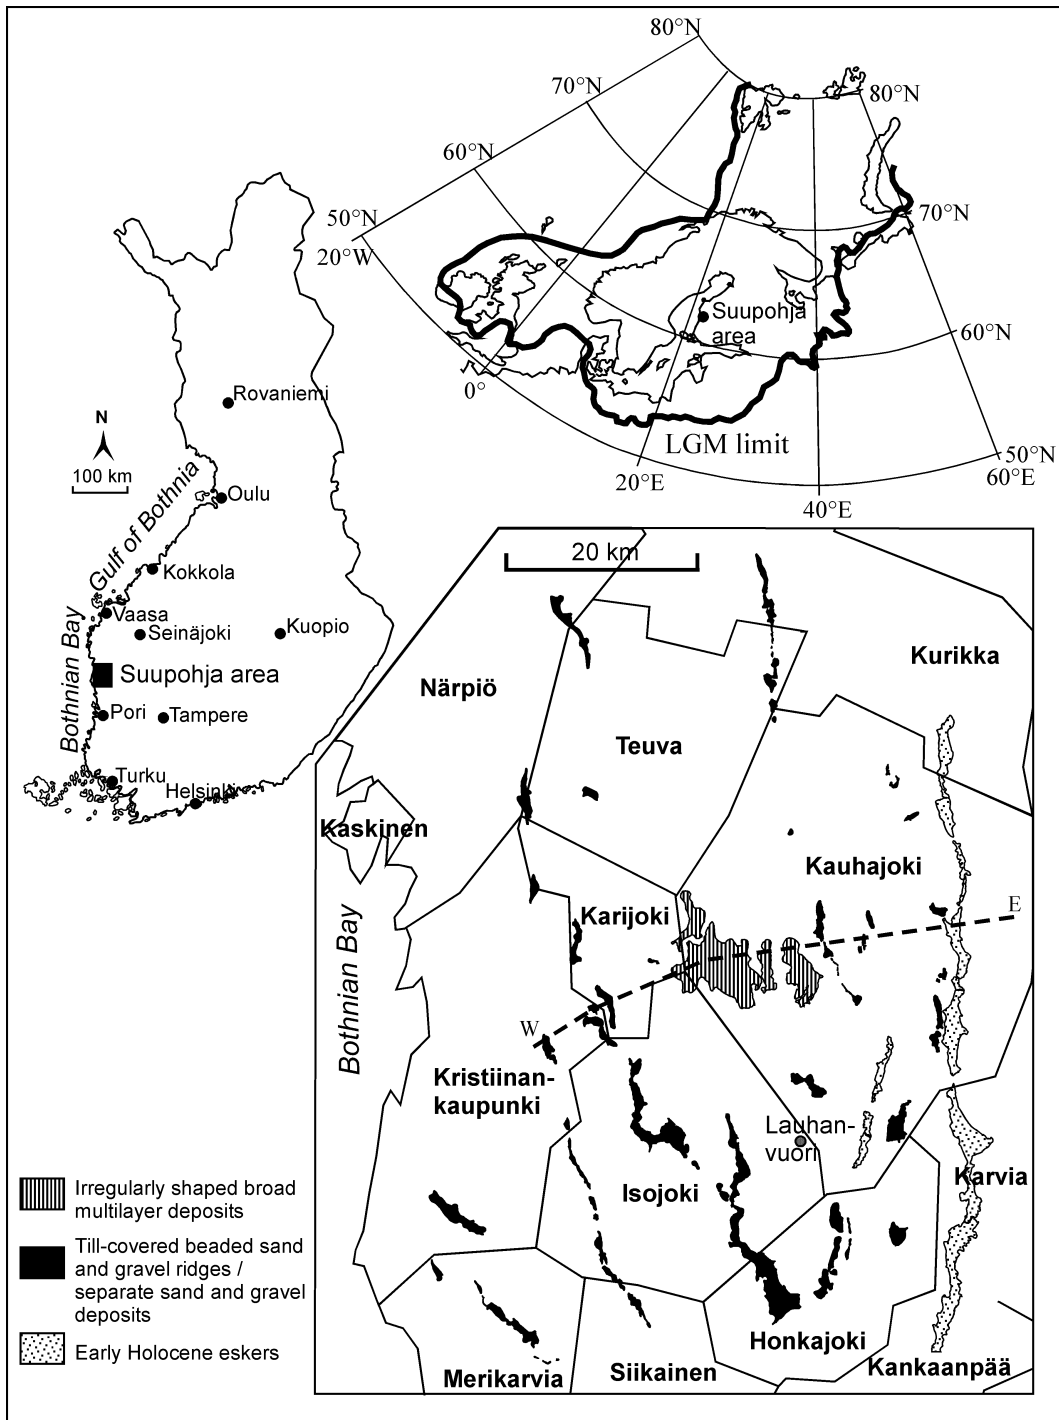 80°N
70°N
80°N
60°N
50°N
20°W
70°N
Suupohja
area
60°N
0°
LGM limit
50°N
20°E
60°E
40°E
Rovaniemi
N
100 km
Gulf of Bothnia
Oulu
Kokkola
Vaasa
Seinäjoki
Kuopio
Bothnian Bay
Suupohja area
Pori
Tampere
Turku
Helsinki
20 km
Kurikka
Närpiö
Teuva
Kaskinen
Kauhajoki
E
Karijoki
Bothnian Bay
W
Kristiinan-
kaupunki
Lauhan-
vuori
Karvia
Isojoki
Honkajoki
Kankaanpää
Siikainen
Merikarvia
Irregularly shaped broad
multilayer deposits
Till-covered beaded sand
and gravel ridges /
separate sand and gravel
deposits
Early Holocene eskers